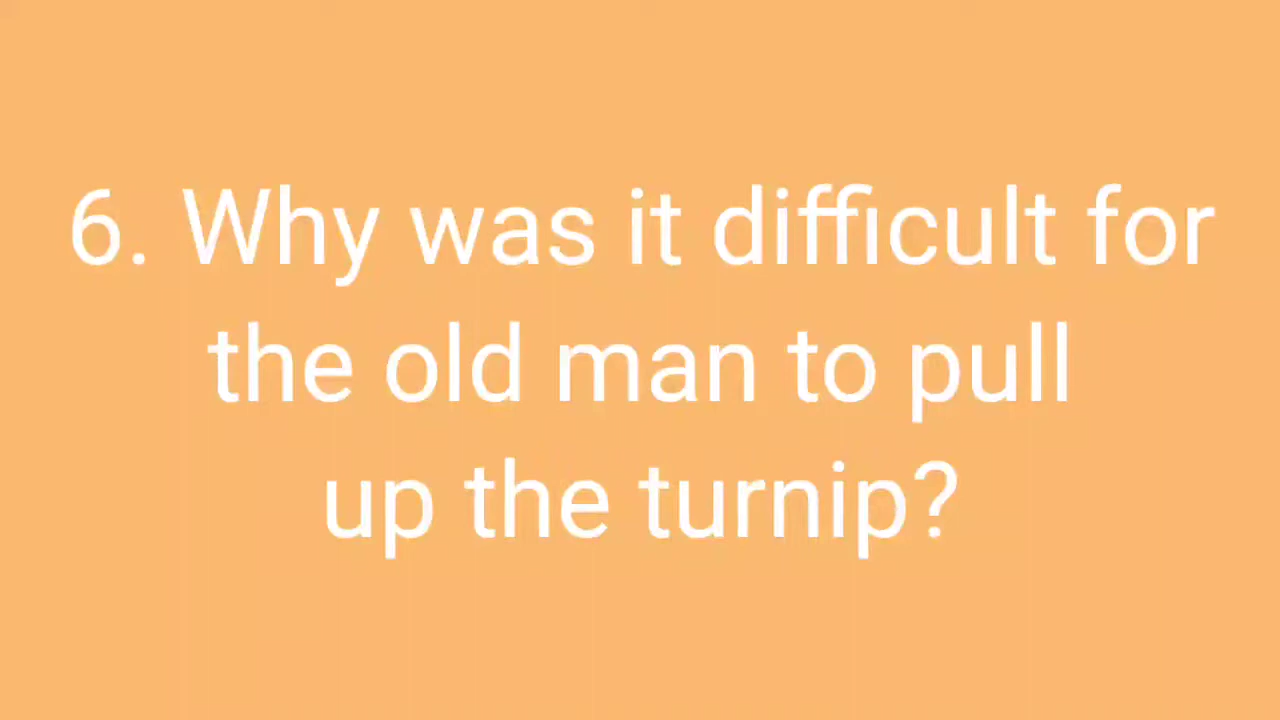 6. Why was it difficult for
the old man to pull
up the turnip?